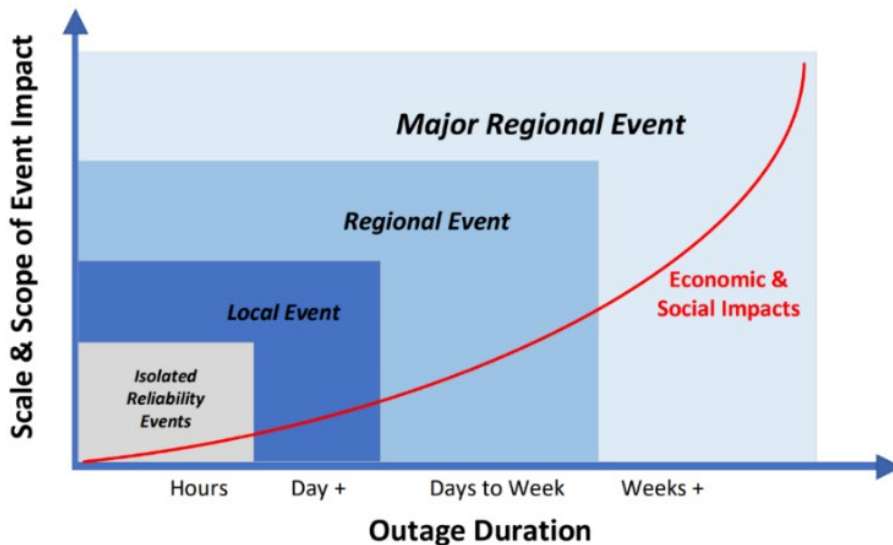 Scale & Scope of Event Impact
Major Regional Event
Regional Event
Economic &
Social Impacts
Local Event
Isolated
Reliability
Events
Hours
Day +
Days to Week
Weeks +
Outage Duration